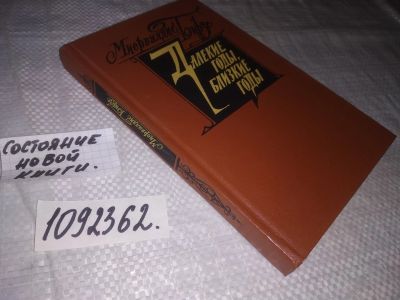 ДАЛЕКИЕ
ГОДЫ,
БЛИЗКИЕ
ГОДЫ
СОСТОЯНИЕ
НОВОЙ
КНИГИ.
1092362.